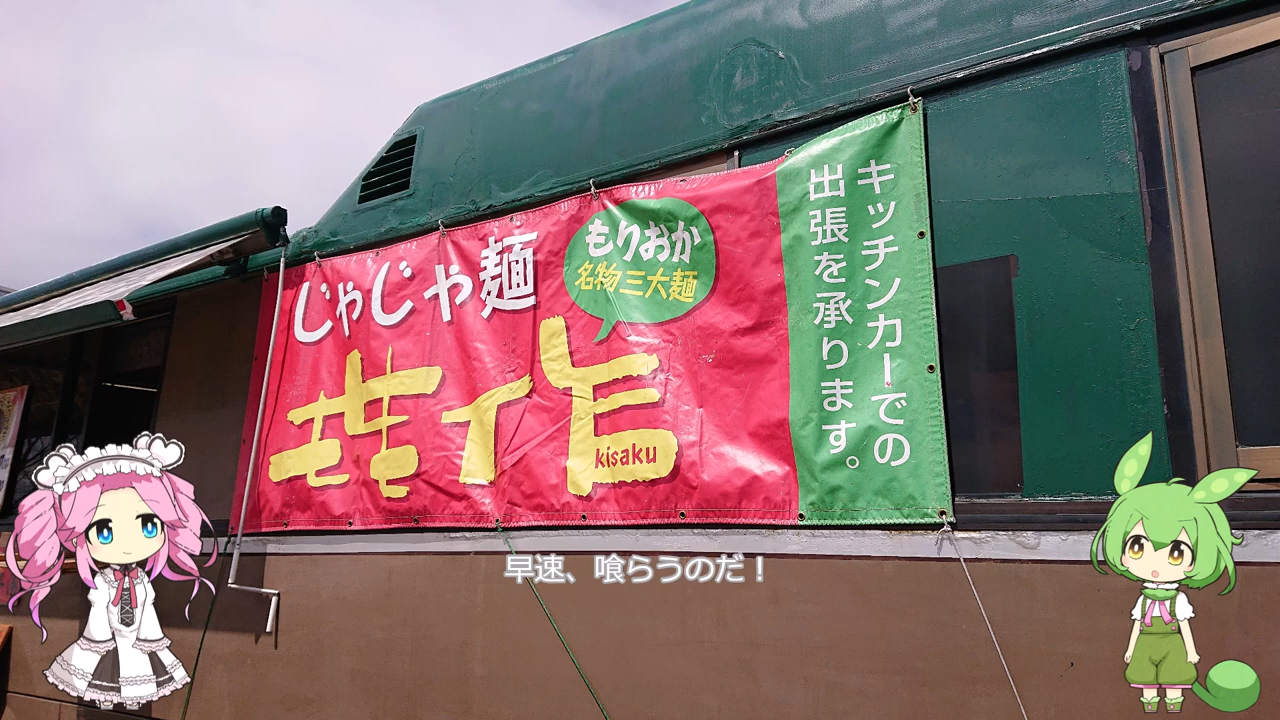 じゃじゃ麺
もりおか
名物三大麺
㐂作
kisaku
キッチンカーでの
出張を承ります。
早速、喰らうのだ！